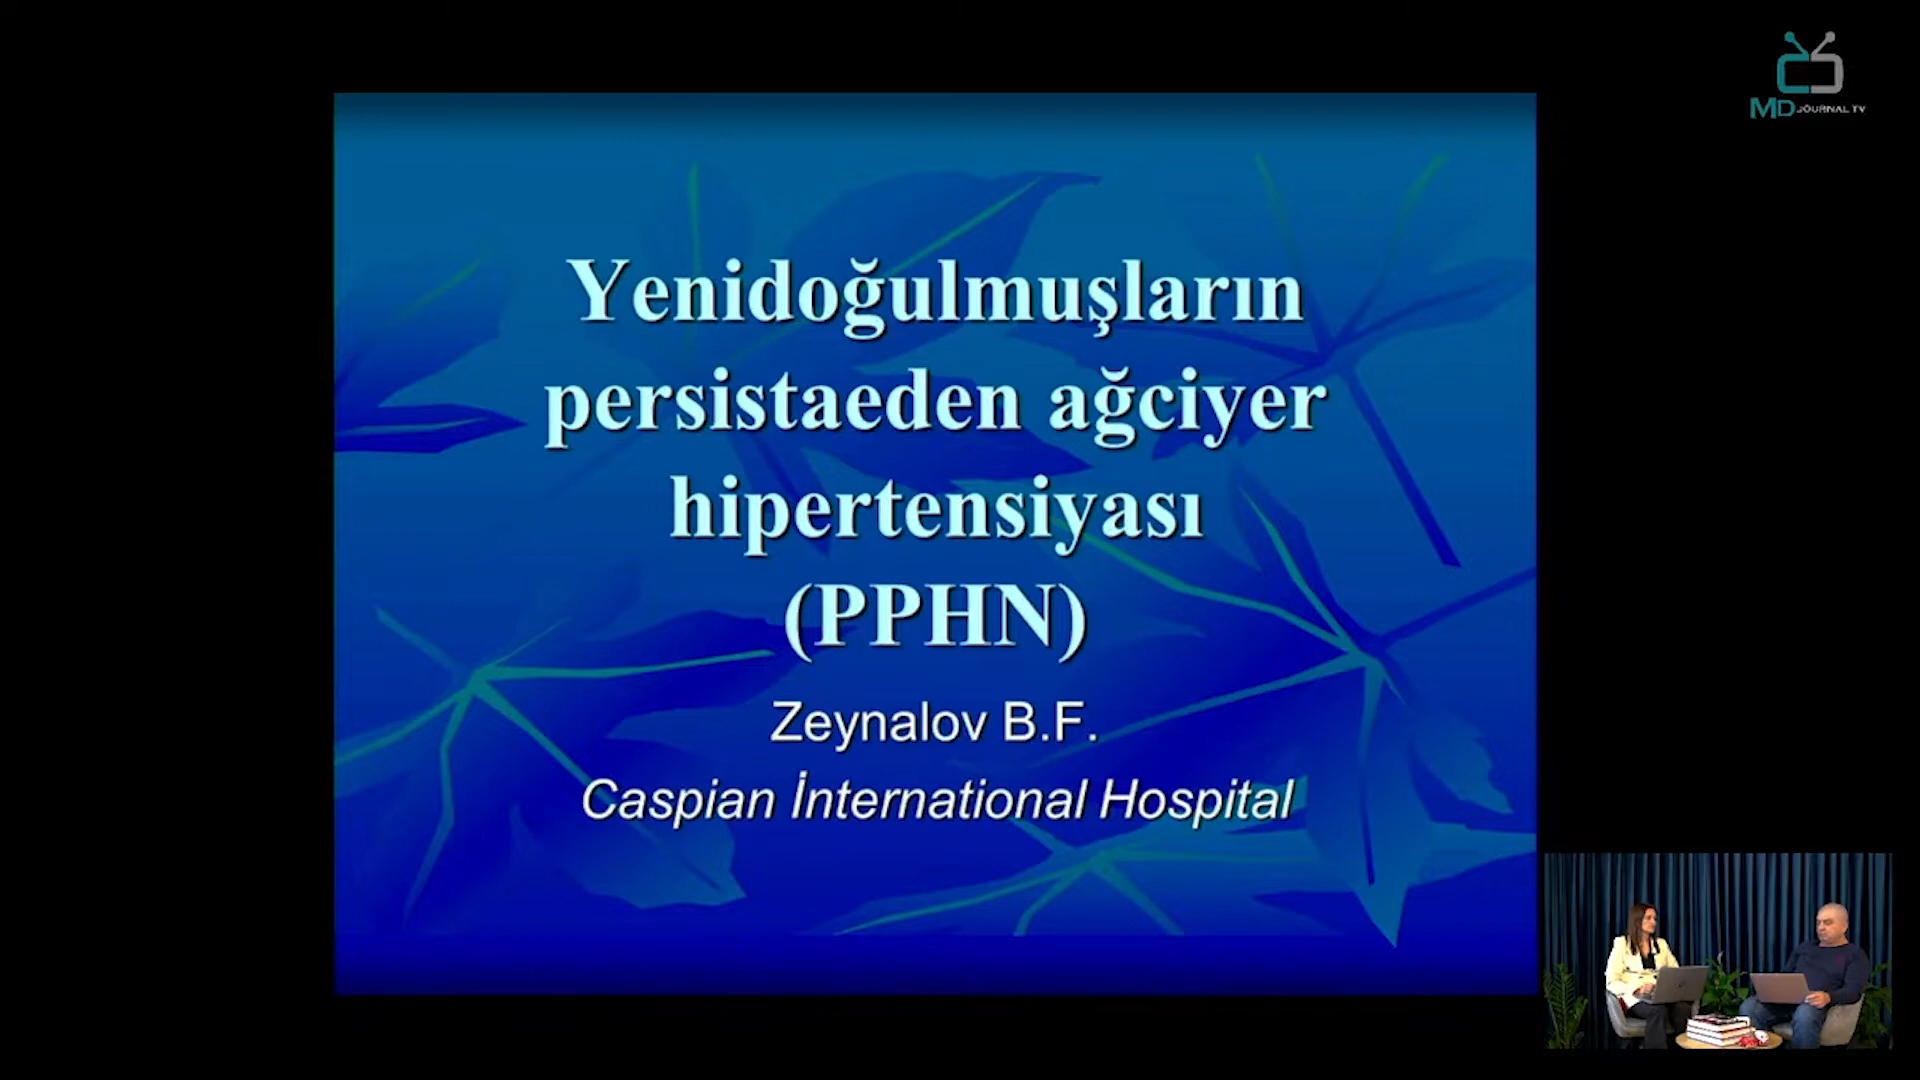 MD JOURNAL TV
Yenidoğulmuşların
persistaeden ağciyer
hipertensiyası
(PPHN)
Zeynalov B.F.
Caspian İnternational Hospital